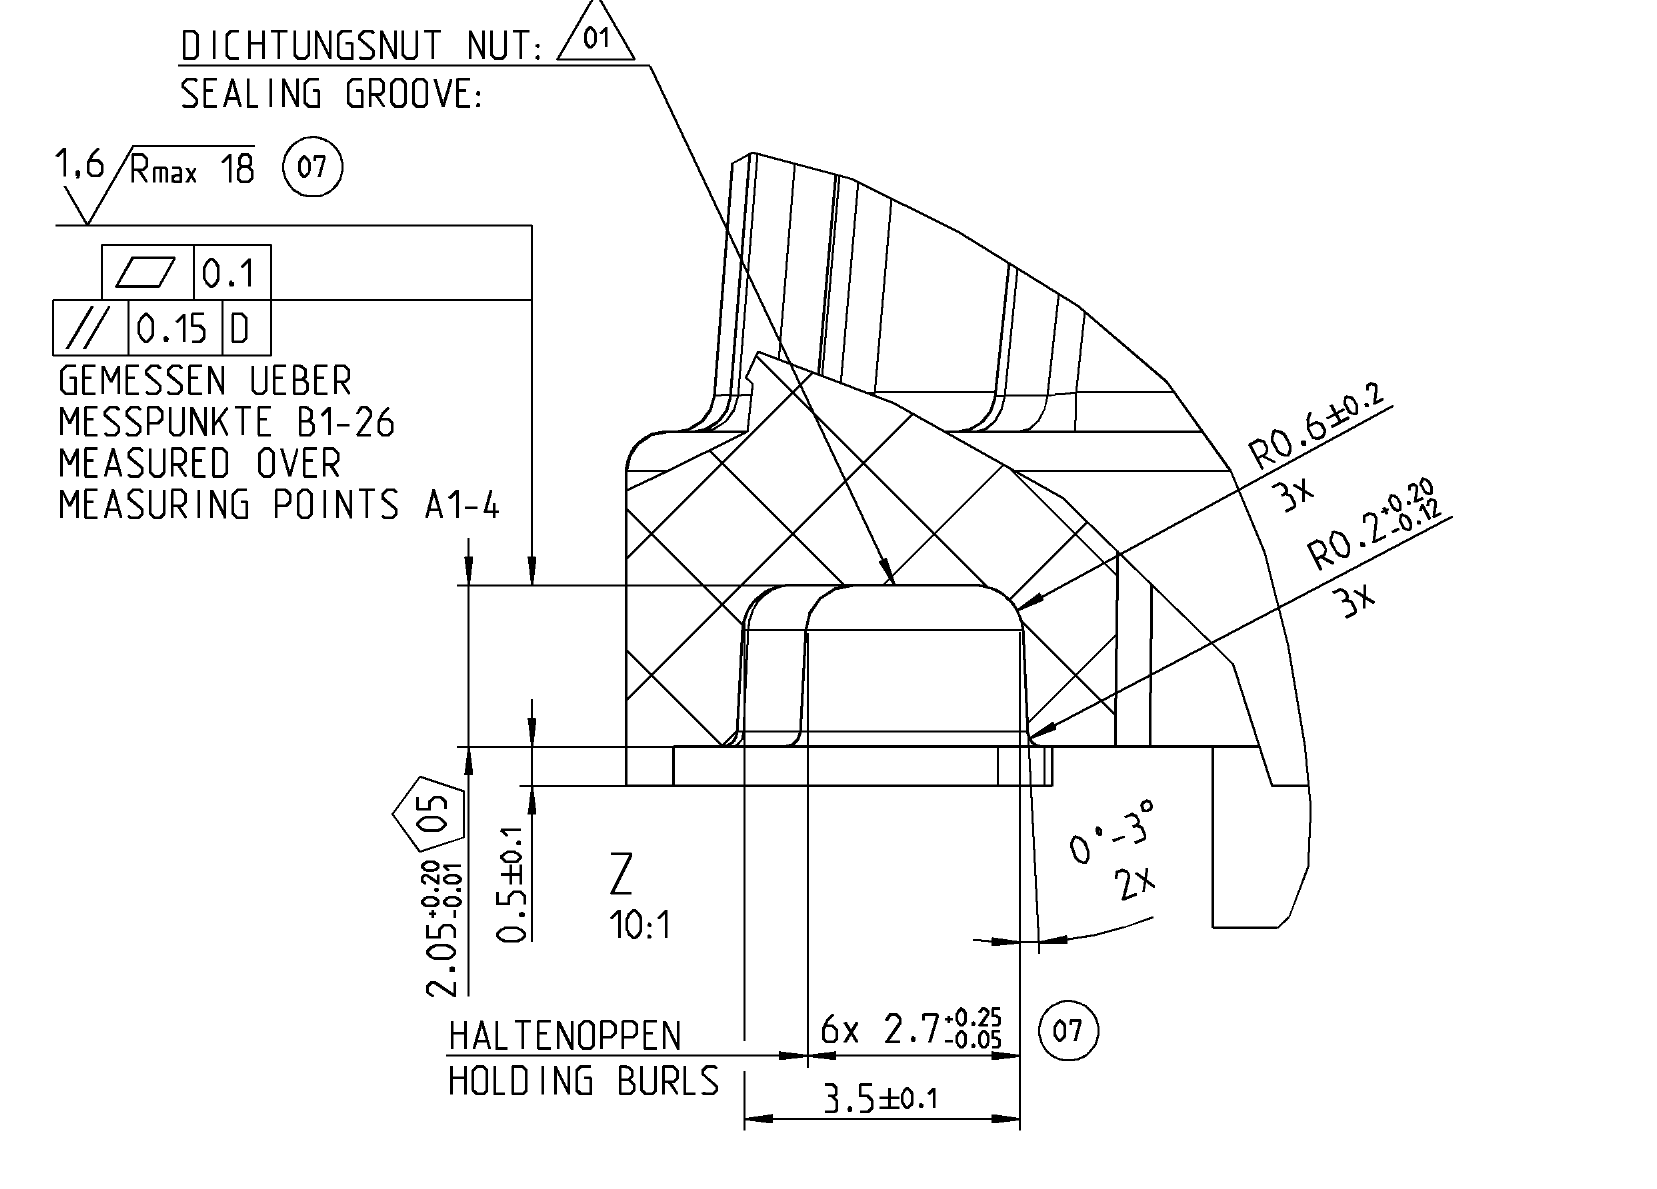 DICHTUNGSNUT NUT: 01
SEALING GROOVE:
1,6 Rmax 18 07
0.1
// 0.15 D
GEMESSEN UEBER
MESSPUNKTE B1-26
MEASURED OVER
MEASURING POINTS A1-4
R0.6±0.2
3x
R0.2+0.20-0.12
3x
05
2.05+0.20-0.01
0.5±0.1
Z
10:1
0°-3°
2x
HALTENOPPEN
HOLDING BURLS
6x 2.7+0.25-0.05 07
3.5±0.1